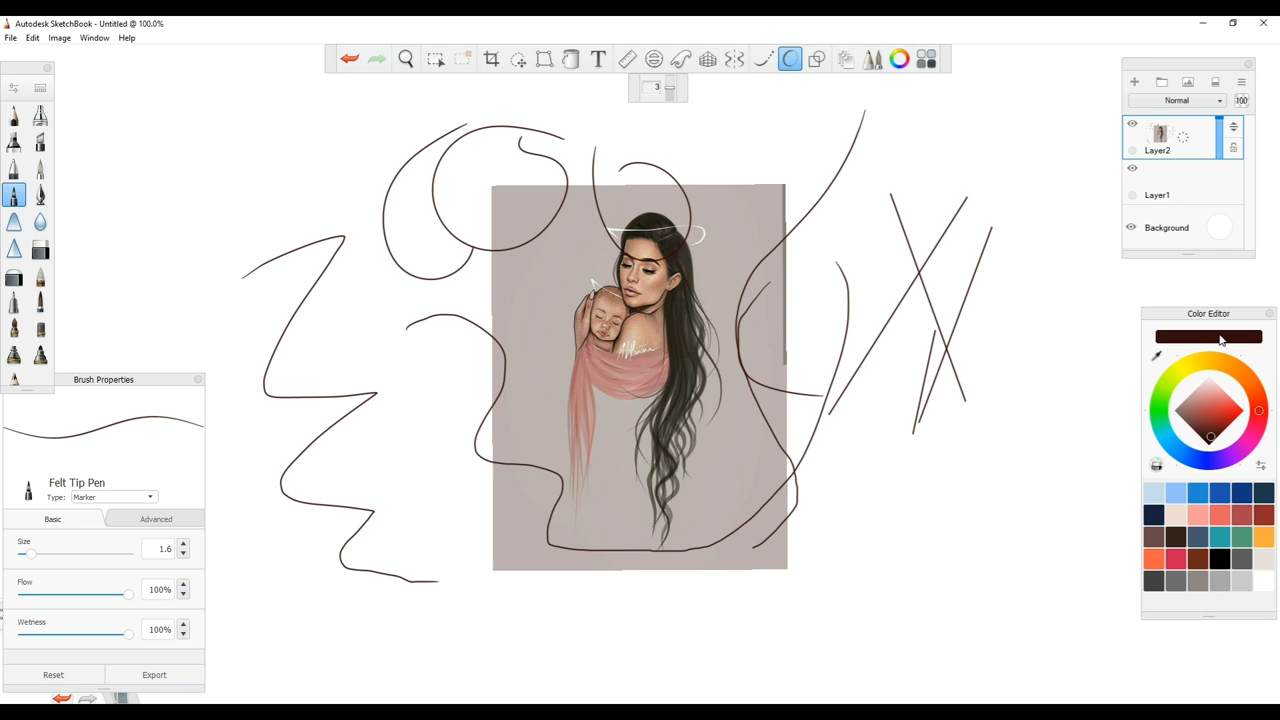 Autodesk SketchBook - Untitled @ 100.0%
File Edit Image Window Help
T
3
Normal 100
Layer2
Layer1
Background
Color Editor
Brush Properties
Felt Tip Pen
Type: Marker
Basic Advanced
Size 1.6
Flow 100%
Wetness 100%
Reset Export